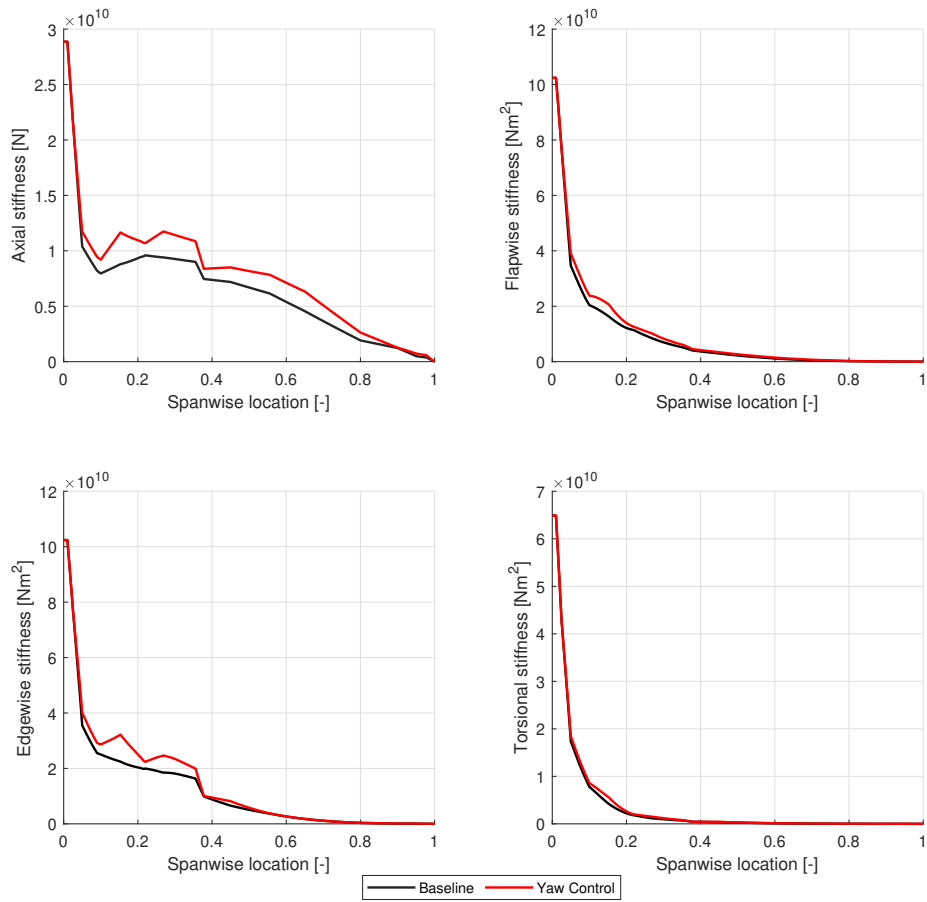 ×10^10
3
2.5
2
1.5
1
0.5
0
Axial stiffness [N]
0 0.2 0.4 0.6 0.8 1
Spanwise location [-]
×10^10
12
10
8
6
4
2
0
Flapwise stiffness [Nm^2]
0 0.2 0.4 0.6 0.8 1
Spanwise location [-]
×10^10
12
10
8
6
4
2
0
Edgewise stiffness [Nm^2]
0 0.2 0.4 0.6 0.8 1
Spanwise location [-]
×10^10
7
6
5
4
3
2
1
0
Torsional stiffness [Nm^2]
0 0.2 0.4 0.6 0.8 1
Spanwise location [-]
Baseline Yaw Control